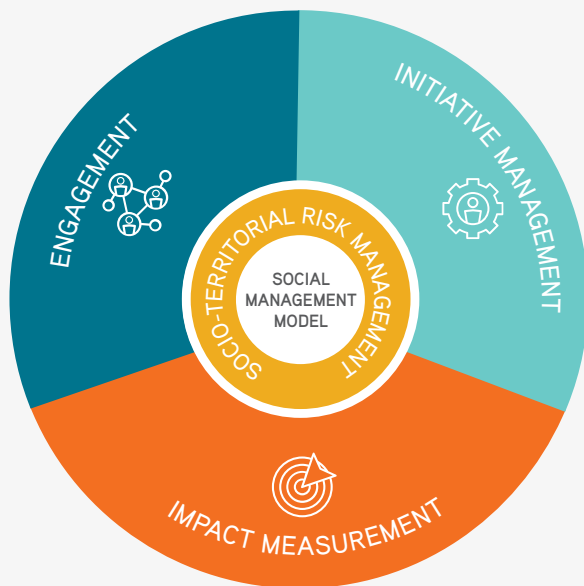 ENGAGEMENT
INITIATIVE MANAGEMENT
SOCIO-TERRITORIAL RISK MANAGEMENT
SOCIAL
MANAGEMENT
MODEL
IMPACT MEASUREMENT